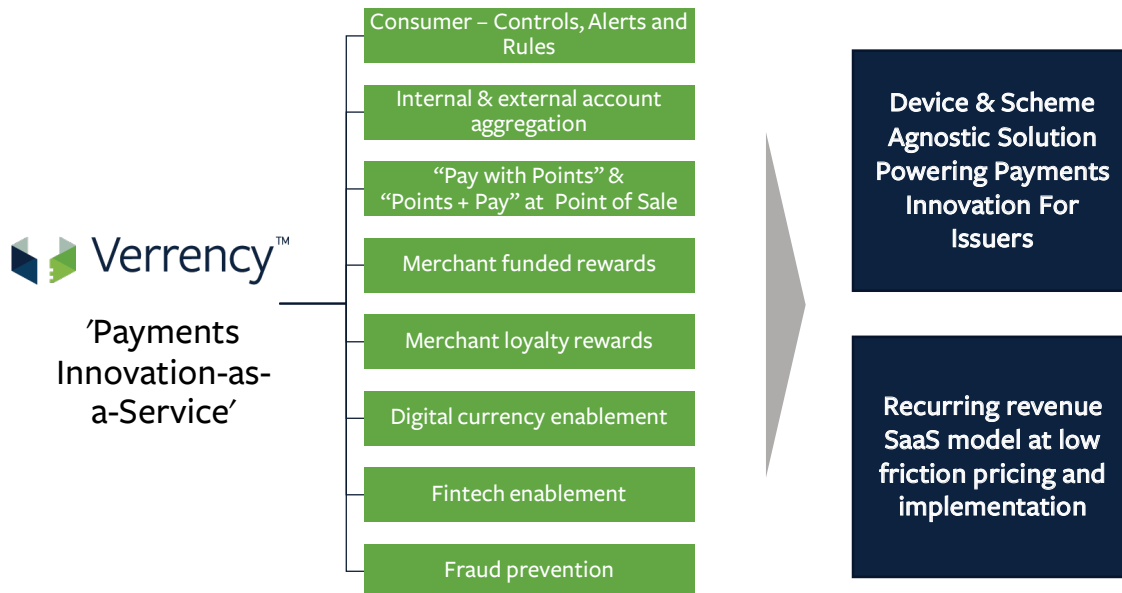 Verrency™
′Payments
Innovation-as-
a-Service′
Consumer – Controls, Alerts and
Rules
Internal & external account
aggregation
“Pay with Points” &
“Points + Pay” at Point of Sale
Merchant funded rewards
Merchant loyalty rewards
Digital currency enablement
Fintech enablement
Fraud prevention
Device & Scheme
Agnostic Solution
Powering Payments
Innovation For
Issuers
Recurring revenue
SaaS model at low
friction pricing and
implementation